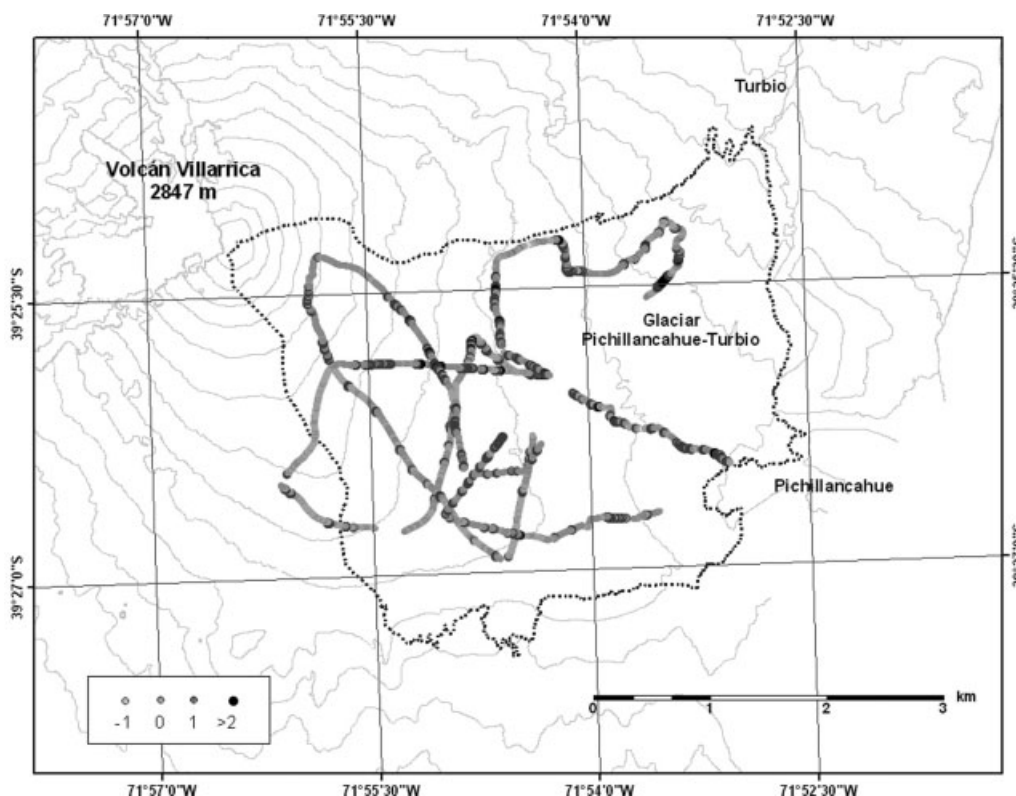 71°57'0"W 71°55'30"W 71°54'0"W 71°52'30"W
Turbio
Volcán Villarrica
2847 m
39°25'30"S
Glaciar
Pichillancahue-Turbio
Pichillancahue
39°27'0"S
-1 0 1 >2
km
0 1 2 3
71°57'0"W 71°55'30"W 71°54'0"W 71°52'30"W